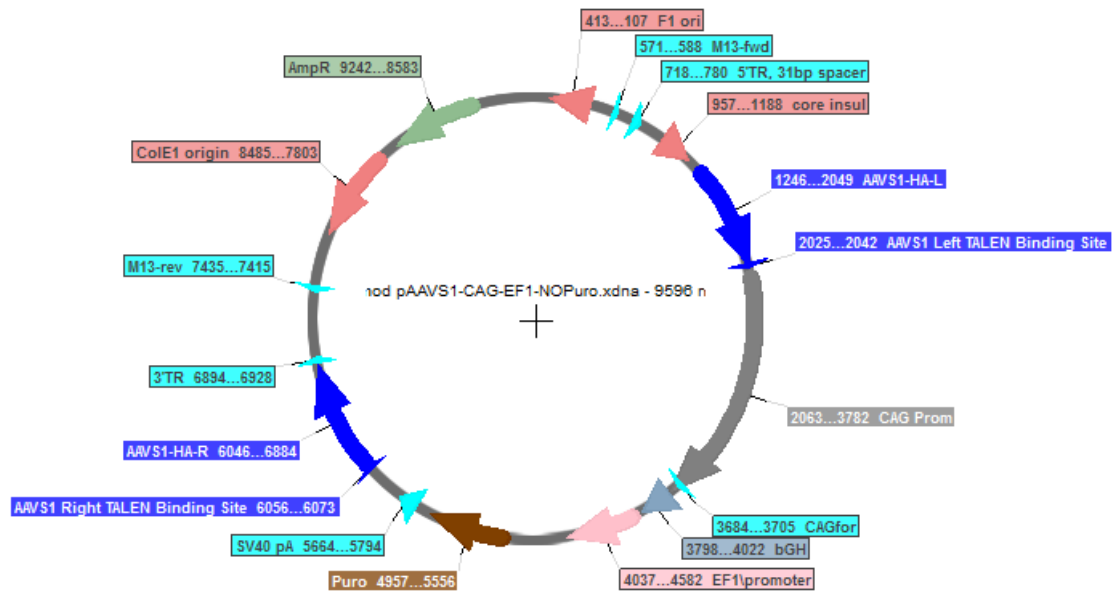 413...107 F1 ori
571...588 M13-fwd
718...780 5'TR, 31bp spacer
957...1188 core insul
1246...2049 AAVS1-HA-L
2025...2042 AAVS1 Left TALEN Binding Site
2063...3782 CAG Prom
3684...3705 CAGfor
3798...4022 bGH
4037...4582 EF1\promoter
Puro 4957...5556
SV40 pA 5664...5794
AAVS1 Right TALEN Binding Site 6056...6073
AAVS1-HA-R 6046...6884
3'TR 6894...6928
M13-rev 7435...7415
ColE1 origin 8485...7803
AmpR 9242...8583
pAAVS1-CAG-EF1-NOPuro.xdna - 9596